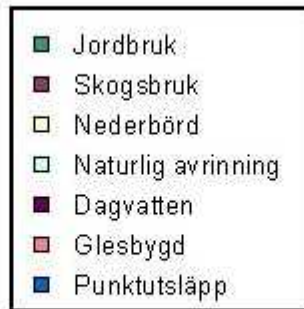 Jordbruk
Skogsbruk
Nederbörd
Naturlig avrinning
Dagvatten
Glesbygd
Punktutsläpp